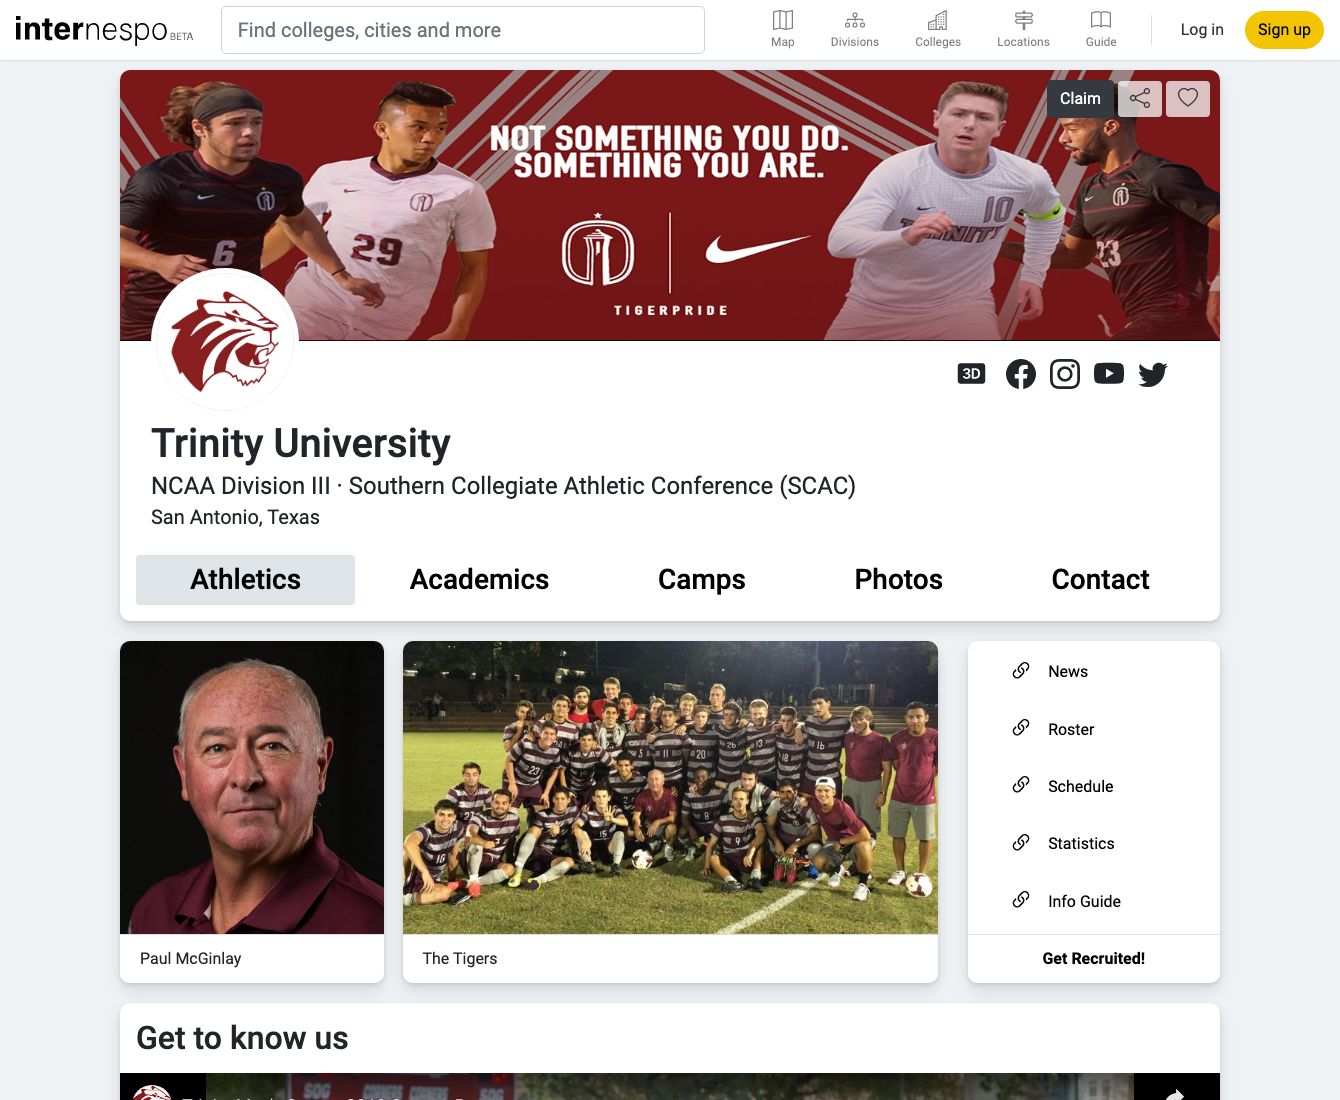 internespo BETA
Find colleges, cities and more
Map
Divisions
Colleges
Locations
Guide
Log in
Sign up
Claim
NOT SOMETHING YOU DO.
SOMETHING YOU ARE.
6
29
10
TRINITY
23
TIGERPRIDE
3D
Trinity University
NCAA Division III · Southern Collegiate Athletic Conference (SCAC)
San Antonio, Texas
Athletics
Academics
Camps
Photos
Contact
News
Roster
Schedule
Statistics
Info Guide
Paul McGinlay
The Tigers
Get Recruited!
Get to know us